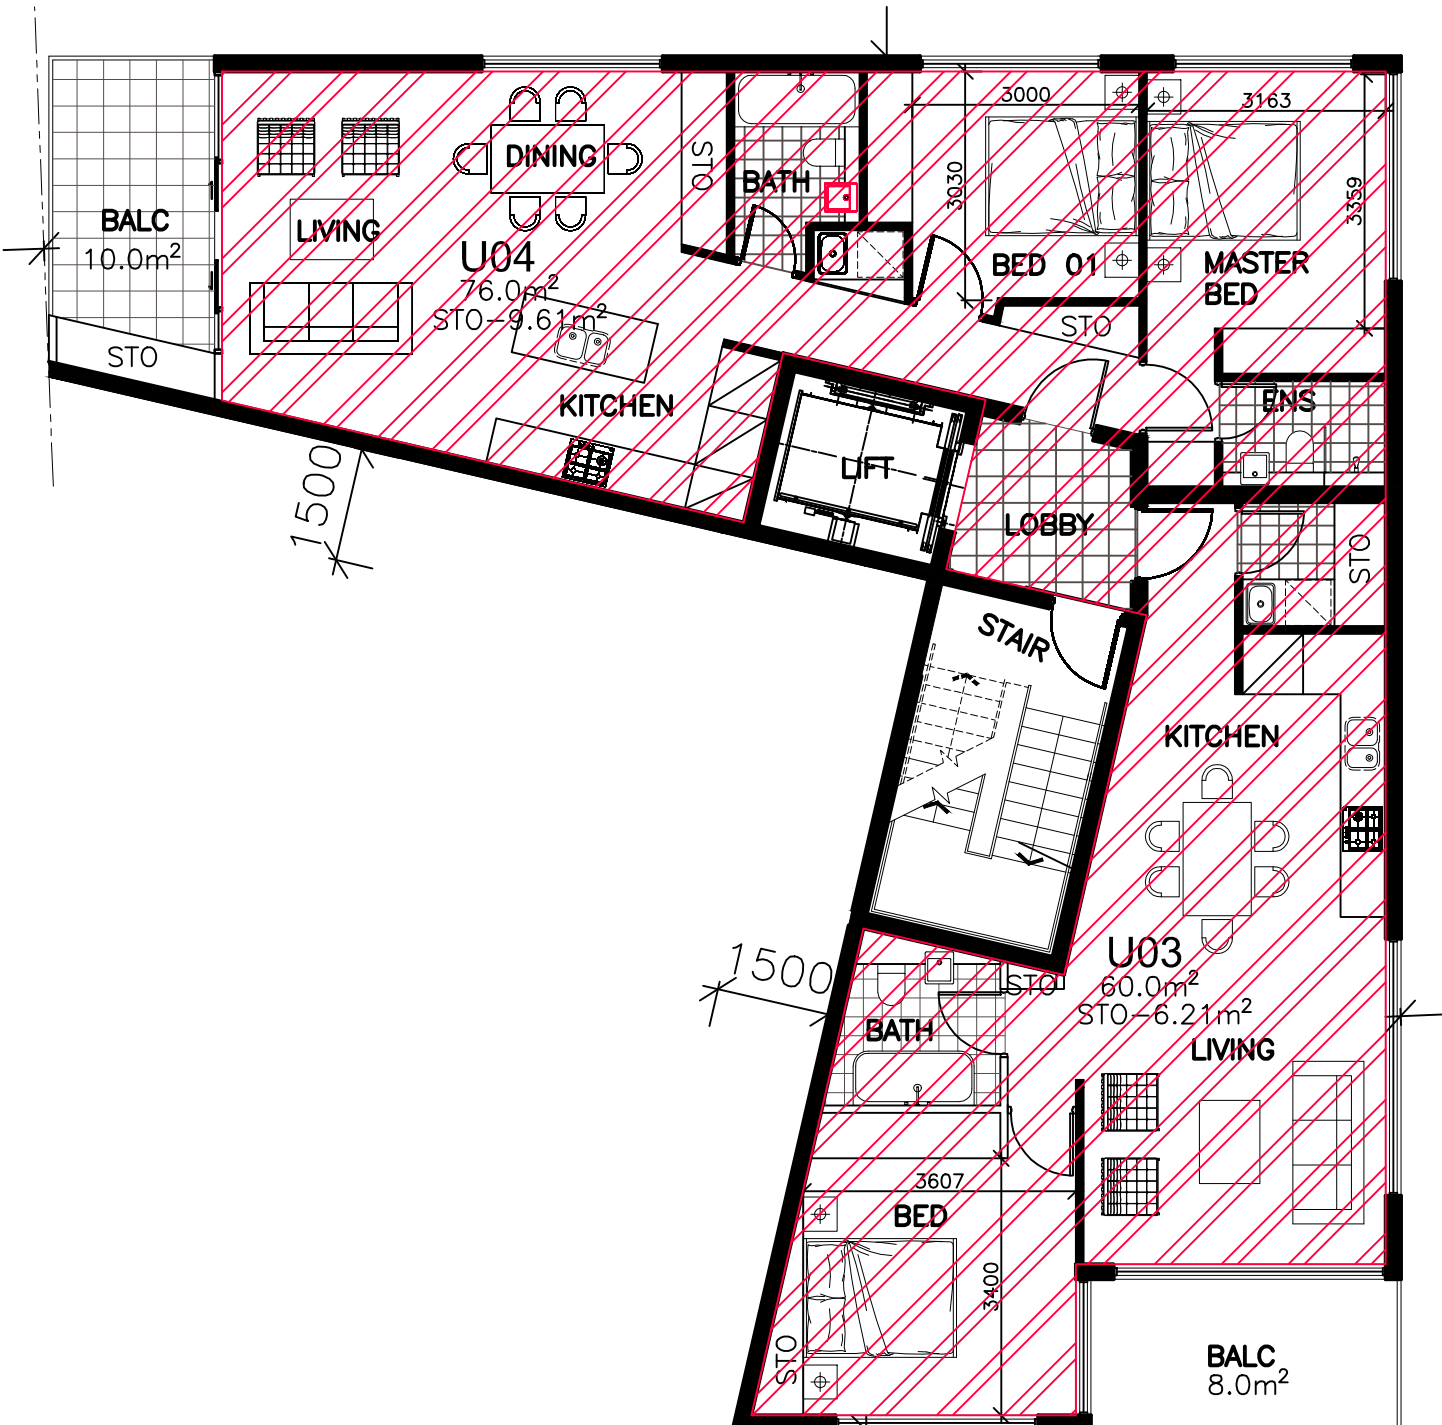 3000
3163
DINING
STO
BATH
3030
3359
BALC
10.0m²
LIVING
U04
76.0m²
STO-9.61m²
BED 01
MASTER
BED
STO
STO
KITCHEN
ENS
LIFT
1500
LOBBY
STO
STAIR
KITCHEN
1500
U03
60.0m²
STO-6.21m²
STO
BATH
LIVING
3607
BED
3400
STO
BALC
8.0m²